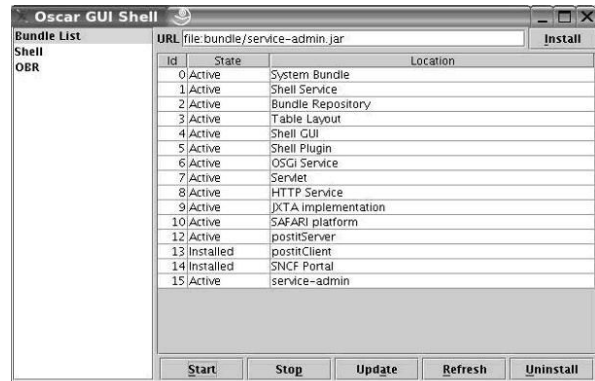 Oscar GUI Shell
Bundle List
Shell
OBR
URL file:bundle/service-admin.jar Install
Id State Location
0 Active System Bundle
1 Active Shell Service
2 Active Bundle Repository
3 Active Table Layout
4 Active Shell GUI
5 Active Shell Plugin
6 Active OSGi Service
7 Active Servlet
8 Active HTTP Service
9 Active JXTA implementation
10 Active SAFARI platform
12 Active postitServer
13 Installed postitClient
14 Installed SNCF Portal
15 Active service-admin
Start Stop Update Refresh Uninstall